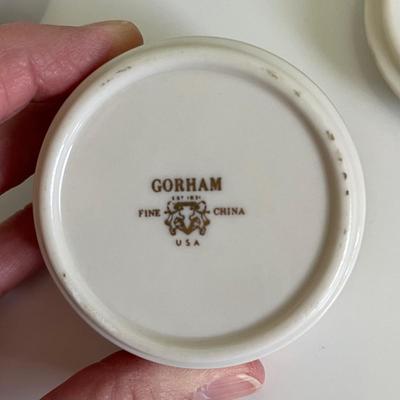 GORHAM
EST 1831
FINE CHINA
USA